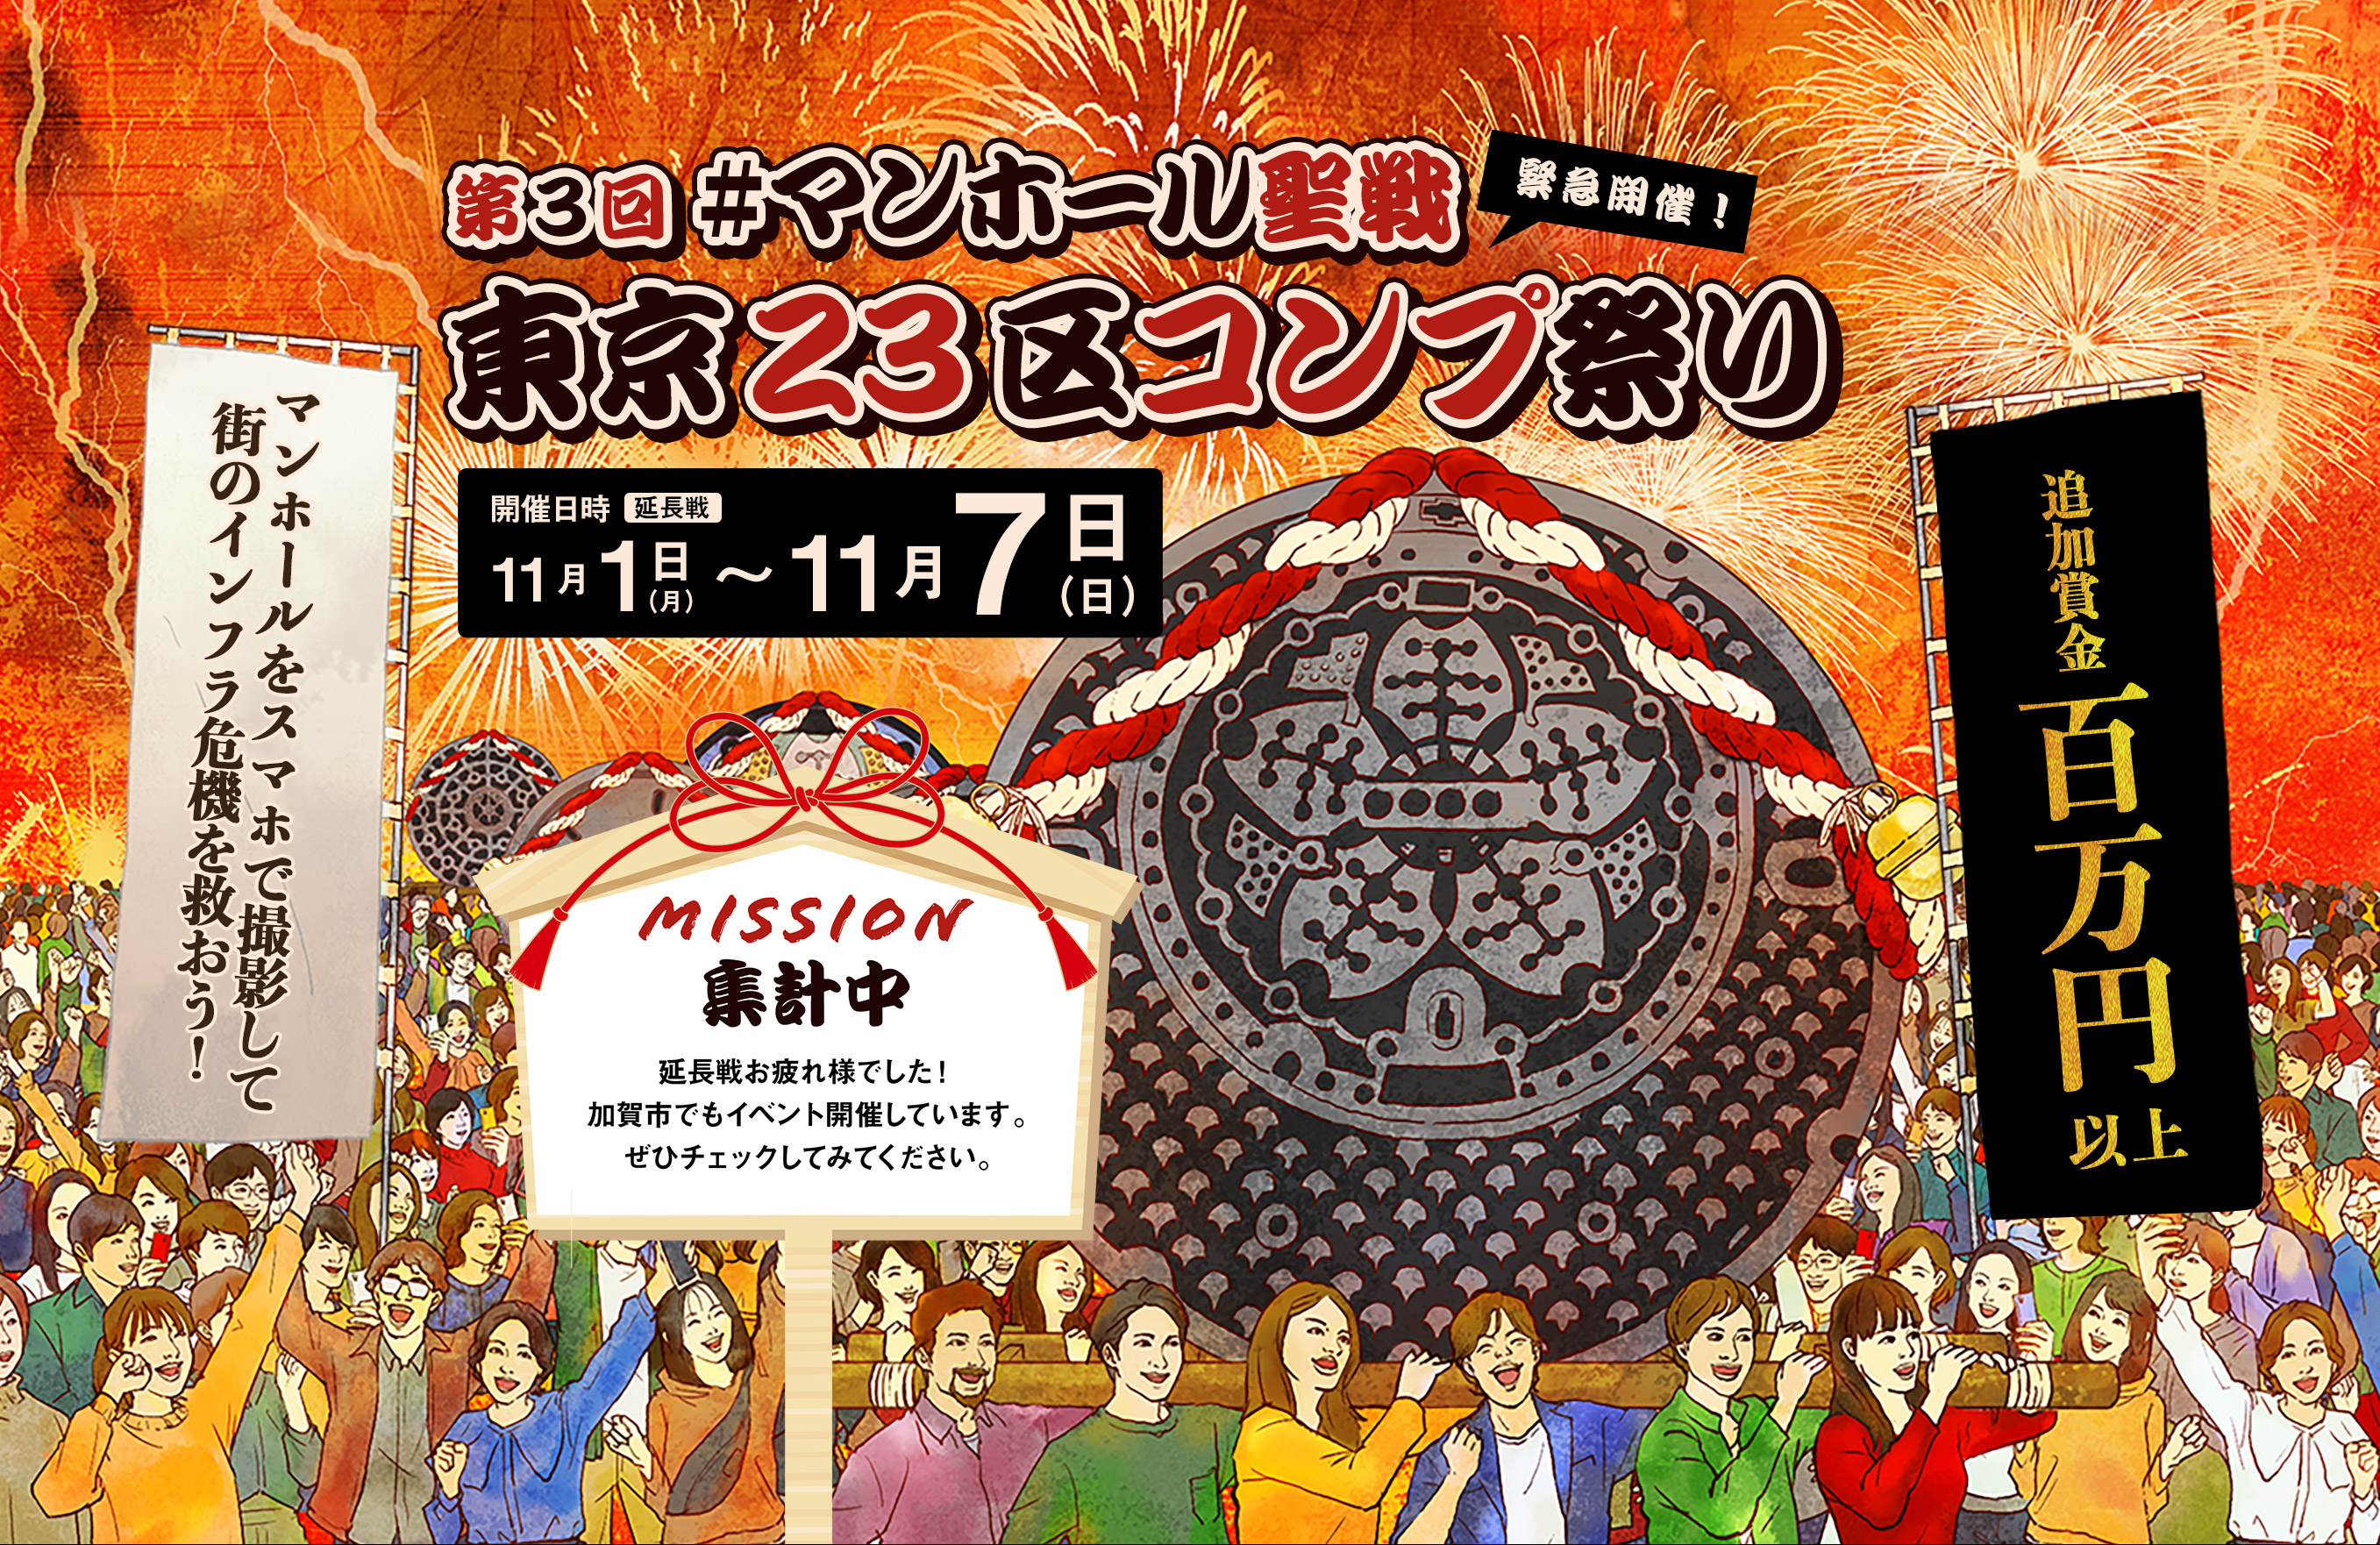 第3回 #マンホール聖戦
緊急開催！
東京23区コンプ祭り
開催日時 延長戦
11月1日(月)～11月7日(日)
マンホールをスマホで撮影して
街のインフラ危機を救おう！
追加賞金百万円以上
MISSION
集計中
延長戦お疲れ様でした！
加賀市でもイベント開催しています。
ぜひチェックしてみてください。